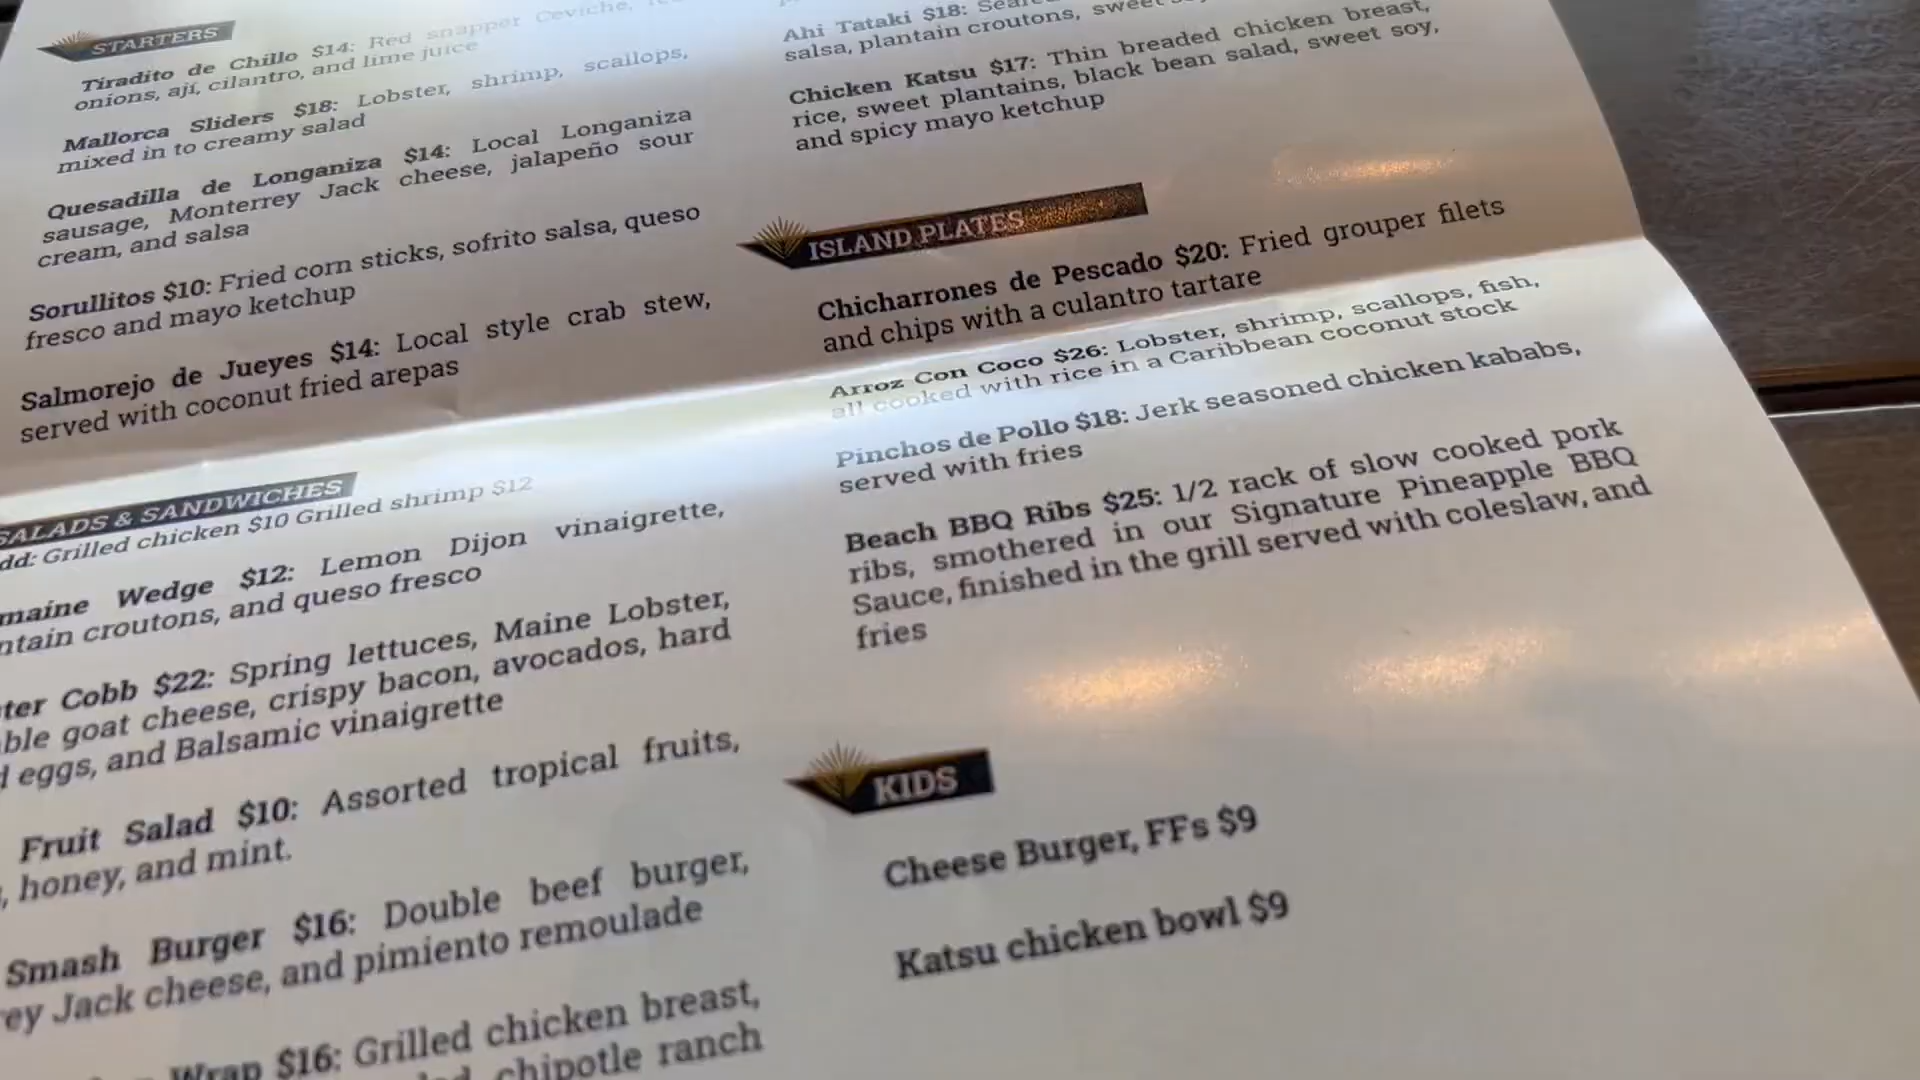 STARTERS
Tiradito de Chillo $14: Red snapper Ceviche,
onions, ají, cilantro, and lime juice
Mallorca Sliders $18: Lobster, shrimp, scallops,
mixed in to creamy salad
Quesadilla de Longaniza $14: Local Longaniza
sausage, Monterrey Jack cheese, jalapeño sour
cream, and salsa
Sorullitos $10: Fried corn sticks, sofrito salsa, queso
fresco and mayo ketchup
Salmorejo de Jueyes $14: Local style crab stew,
served with coconut fried arepas
SALADS & SANDWICHES
dd: Grilled chicken $10 Grilled shrimp $12
maine Wedge $12: Lemon Dijon vinaigrette,
ntain croutons, and queso fresco
ter Cobb $22: Spring lettuces, Maine Lobster,
ble goat cheese, crispy bacon, avocados, hard
d eggs, and Balsamic vinaigrette
Fruit Salad $10: Assorted tropical fruits,
, honey, and mint.
Smash Burger $16: Double beef burger,
ey Jack cheese, and pimiento remoulade
Wrap $16: Grilled chicken breast,
chipotle ranch
Ahi Tataki $18:
salsa, plantain croutons, sweet
Chicken Katsu $17: Thin breaded chicken breast,
rice, sweet plantains, black bean salad, sweet soy,
and spicy mayo ketchup
ISLAND PLATES
Chicharrones de Pescado $20: Fried grouper filets
and chips with a culantro tartare
Arroz Con Coco $26: Lobster, shrimp, scallops, fish,
all cooked with rice in a Caribbean coconut stock
Pinchos de Pollo $18: Jerk seasoned chicken kababs,
served with fries
Beach BBQ Ribs $25: 1/2 rack of slow cooked pork
ribs, smothered in our Signature Pineapple BBQ
Sauce, finished in the grill served with coleslaw, and
fries
KIDS
Cheese Burger, FFs $9
Katsu chicken bowl $9